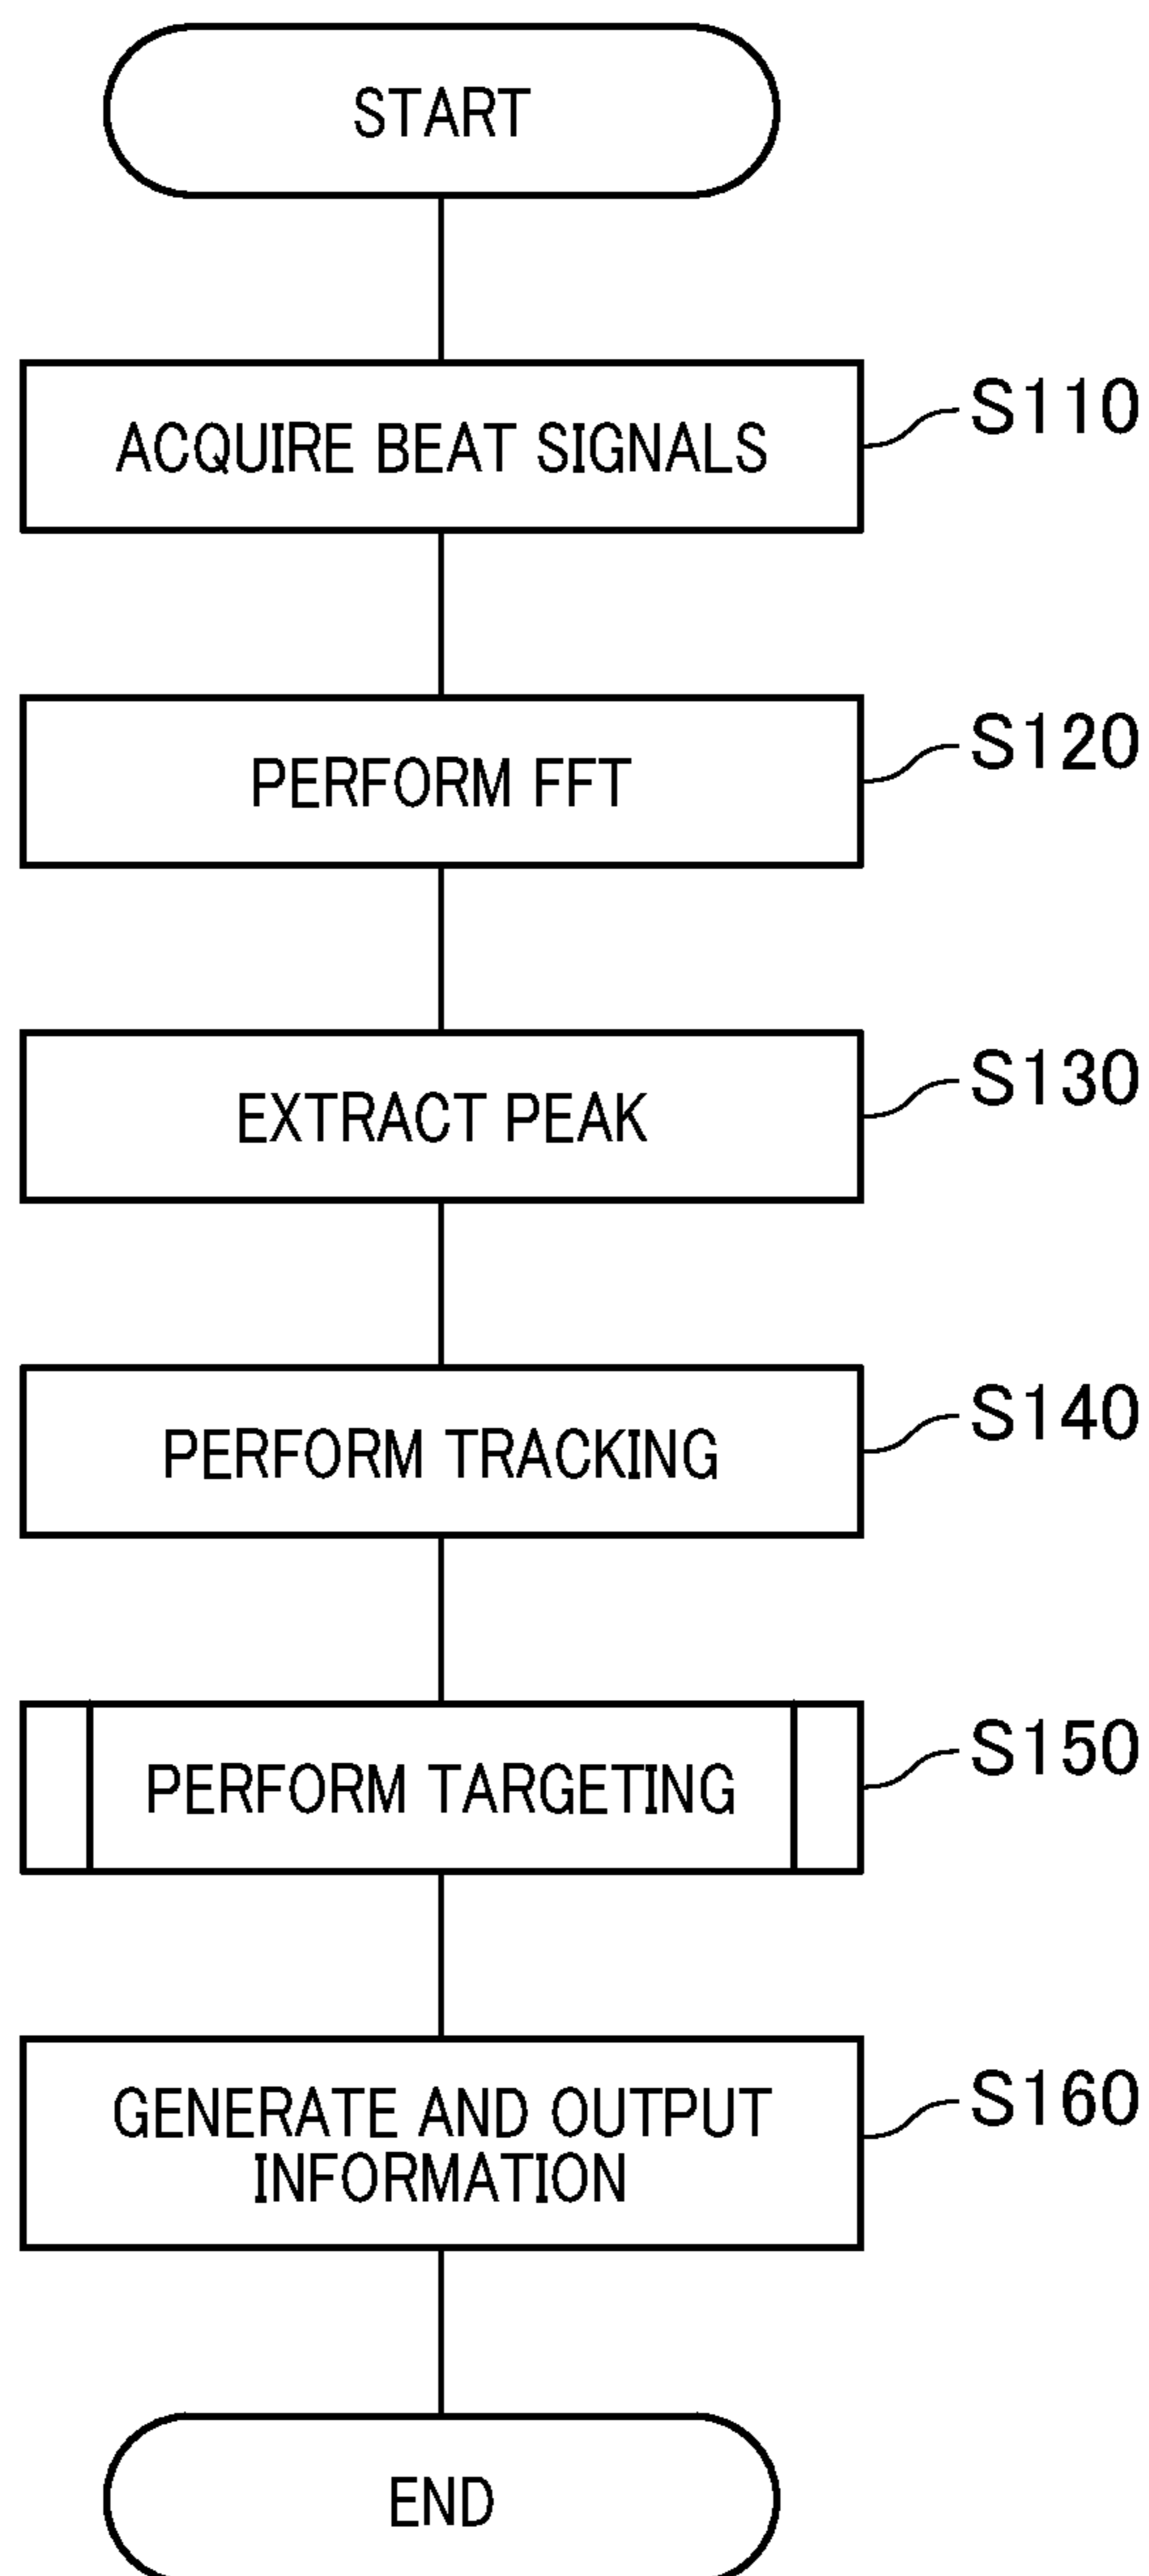 START
ACQUIRE BEAT SIGNALS
S110
PERFORM FFT
S120
EXTRACT PEAK
S130
PERFORM TRACKING
S140
PERFORM TARGETING
S150
GENERATE AND OUTPUT
INFORMATION
S160
END